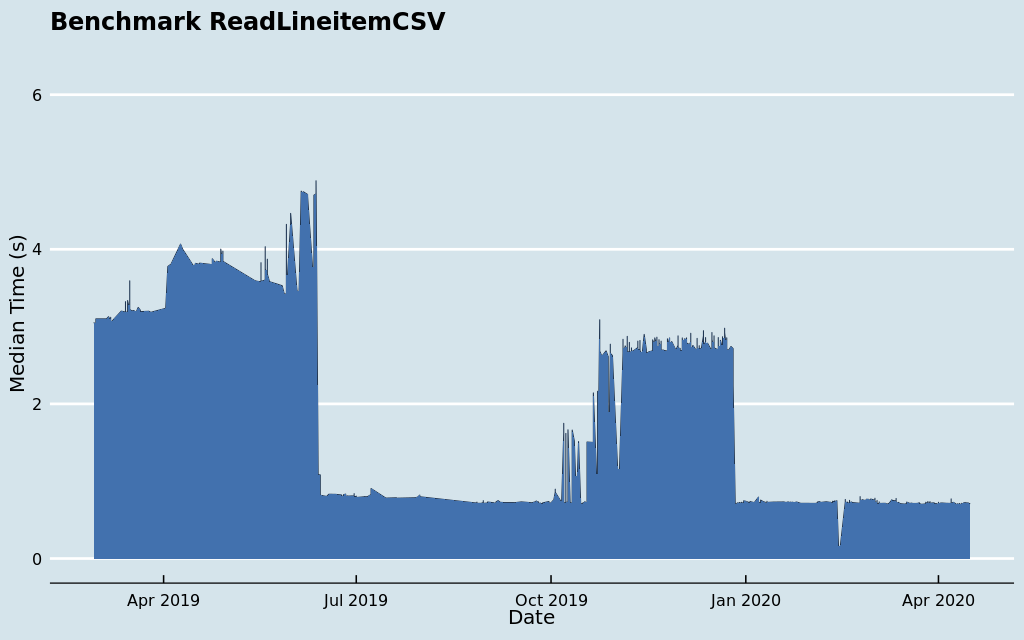 Benchmark ReadLineitemCSV
Median Time (s)
6
4
2
0
Apr 2019
Jul 2019
Oct 2019
Jan 2020
Apr 2020
Date